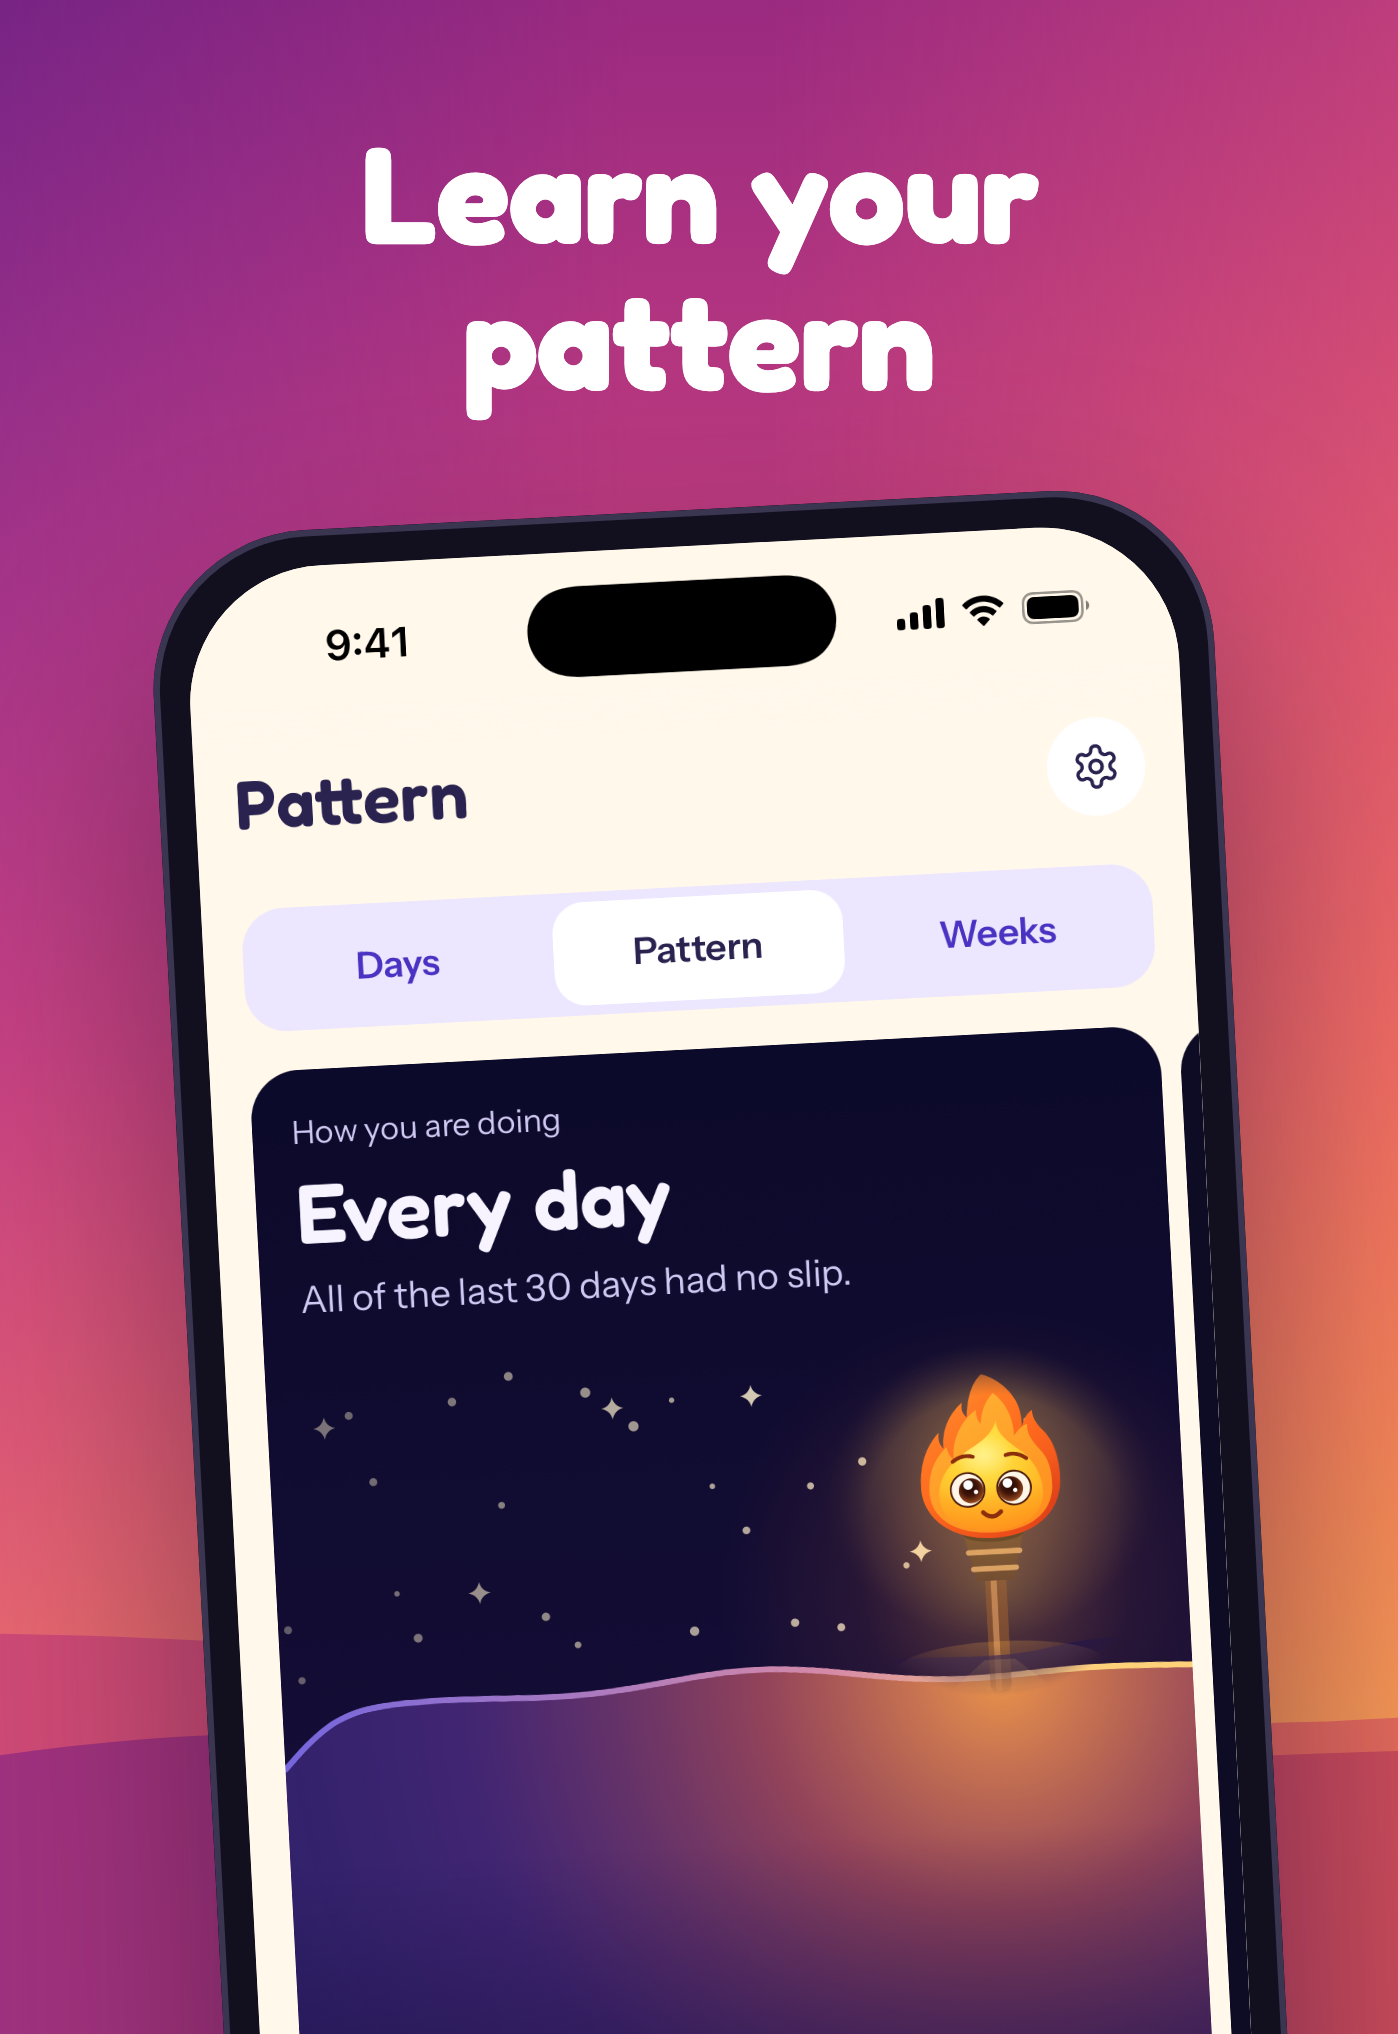 Learn your
pattern
9:41
Pattern
Days
Pattern
Weeks
How you are doing
Every day
All of the last 30 days had no slip.